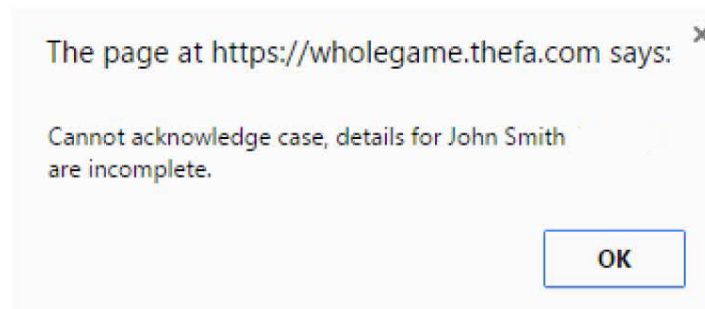 The page at https://wholegame.thefa.com says:
Cannot acknowledge case, details for John Smith
are incomplete.
OK